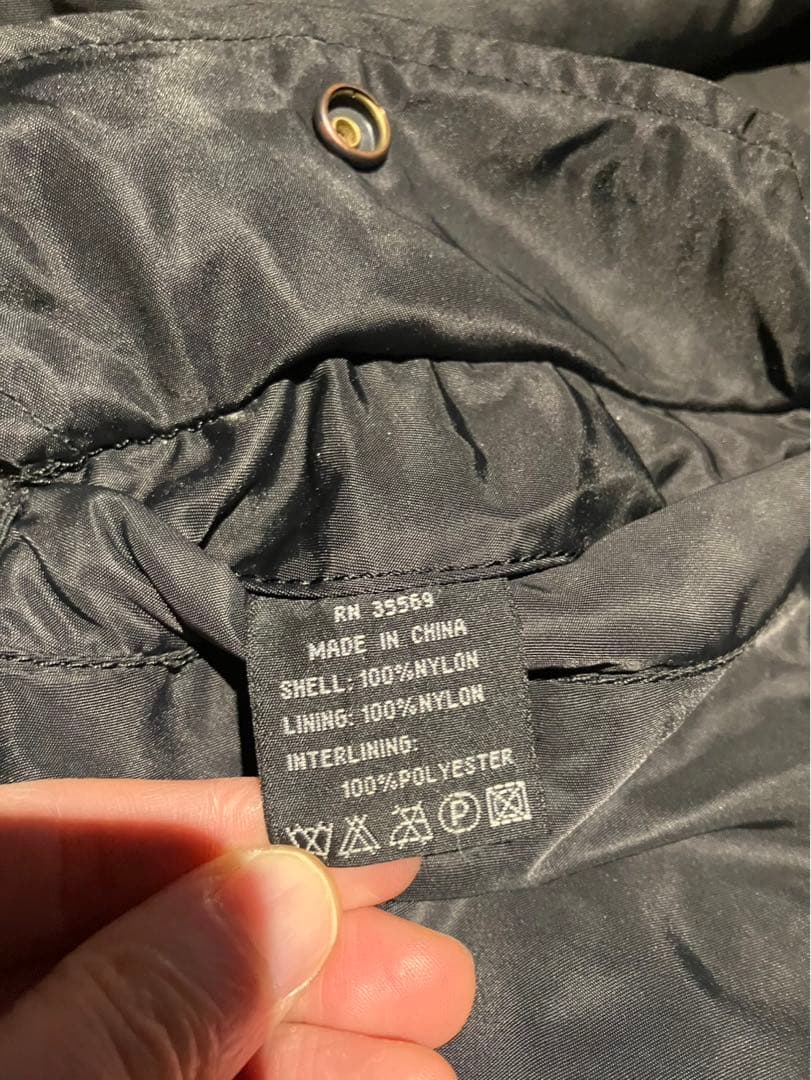 RN 35569
MADE IN CHINA
SHELL: 100%NYLON
LINING: 100%NYLON
INTERLINING:
100%POLYESTER
P